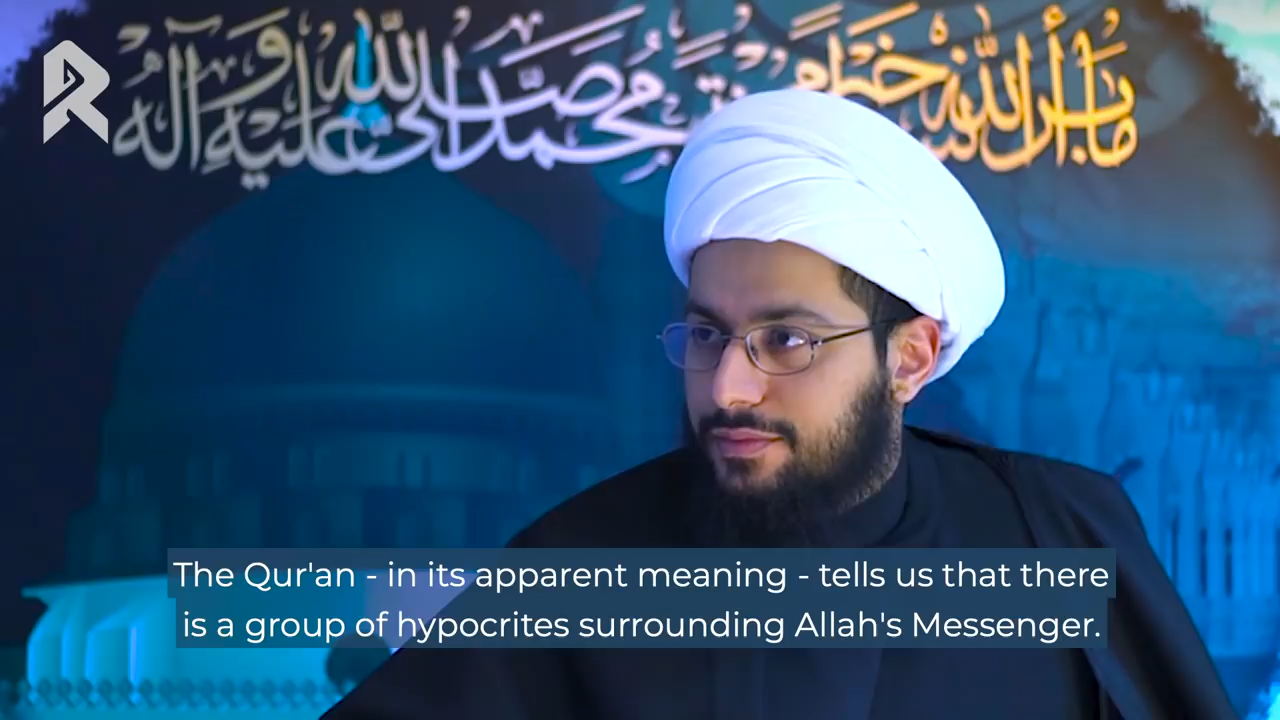 محمد صلى الله عليه وآله
The Qur'an - in its apparent meaning - tells us that there
is a group of hypocrites surrounding Allah's Messenger.